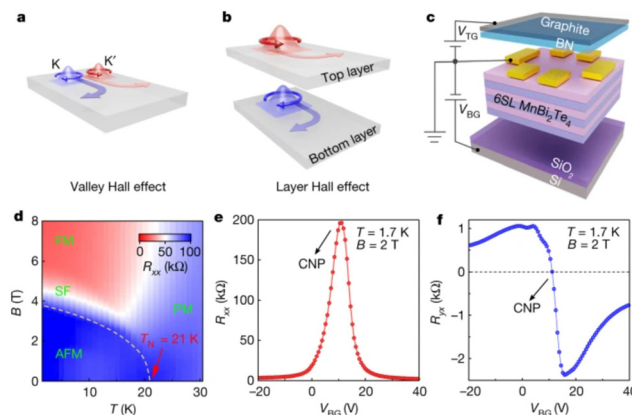 a
K
K′
Valley Hall effect
b
Top layer
Bottom layer
Layer Hall effect
c
Graphite
BN
V_TG
V_BG
6SL MnBi₂Te₄
SiO₂
Si
d
8
6
4
2
0
B (T)
FM
SF
AFM
PM
0 50 100
R_xx (kΩ)
T_N = 21 K
10 20 30
T (K)
e
200
150
100
50
0
R_xx (kΩ)
T = 1.7 K
B = 2 T
CNP
-20 0 20 40
V_BG (V)
f
1
0
-1
-2
R_yx (kΩ)
T = 1.7 K
B = 2 T
CNP
-20 0 20 40
V_BG (V)